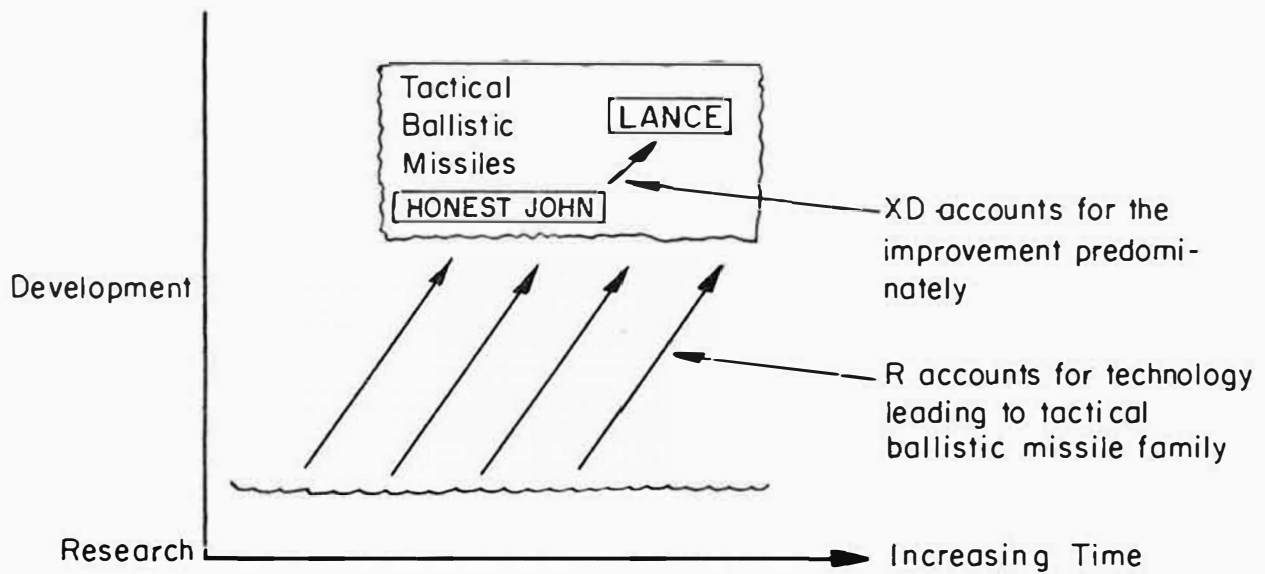 Tactical
Ballistic
Missiles
LANCE
HONEST JOHN
XD accounts for the
improvement predomi-
nately
Development
R accounts for technology
leading to tactical
ballistic missile family
Research
Increasing Time